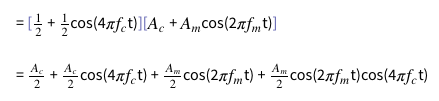 = [1/2 + 1/2 cos(4πf_c t)][A_c + A_m cos(2πf_m t)]
= A_c/2 + A_c/2 cos(4πf_c t) + A_m/2 cos(2πf_m t) + A_m/2 cos(2πf_m t)cos(4πf_c t)